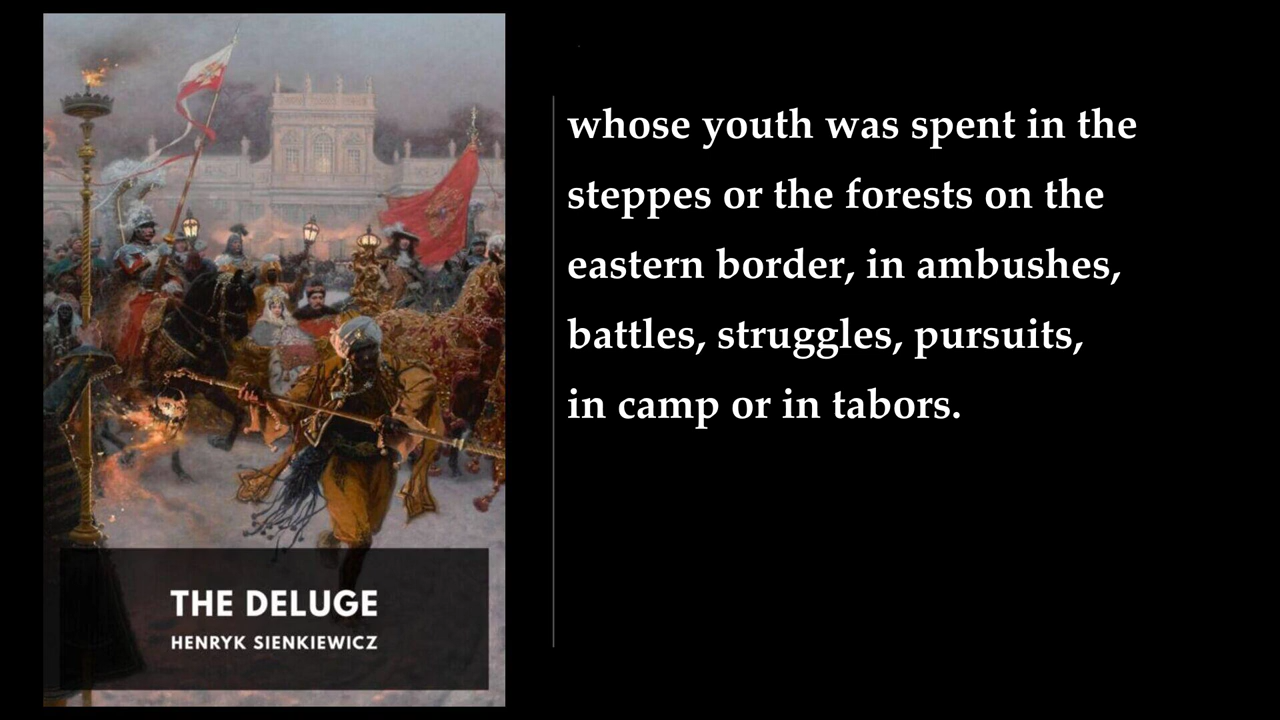 THE DELUGE
HENRYK SIENKIEWICZ
whose youth was spent in the
steppes or the forests on the
eastern border, in ambushes,
battles, struggles, pursuits,
in camp or in tabors.